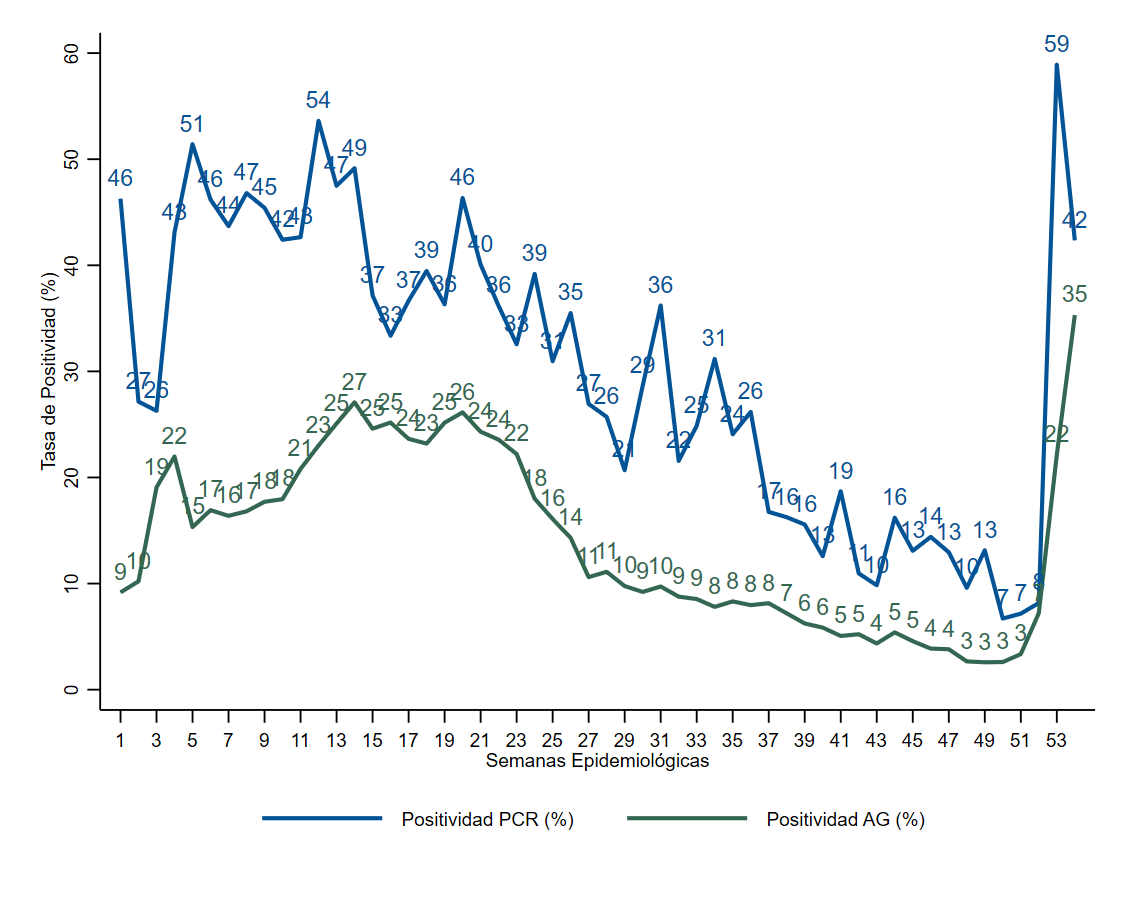 Tasa de Positividad (%)
60
50
40
30
20
10
0
46 27 26 43 51 46 44 47 45 42 43 54 47 49 37 33 37 39 36 46 40 36 33 39 31 35 27 26 21 29 36 22 25 31 24 26 17 16 16 13 19 11 10 16 13 14 13 10 13 7 7 8 59 42
9 10 19 22 15 17 16 17 18 18 21 23 25 27 25 25 24 23 25 26 24 24 22 18 16 14 11 11 10 9 10 9 9 8 8 8 8 7 6 6 5 5 4 5 5 4 4 3 3 3 3 22 35
1 3 5 7 9 11 13 15 17 19 21 23 25 27 29 31 33 35 37 39 41 43 45 47 49 51 53
Semanas Epidemiológicas
Positividad PCR (%) Positividad AG (%)